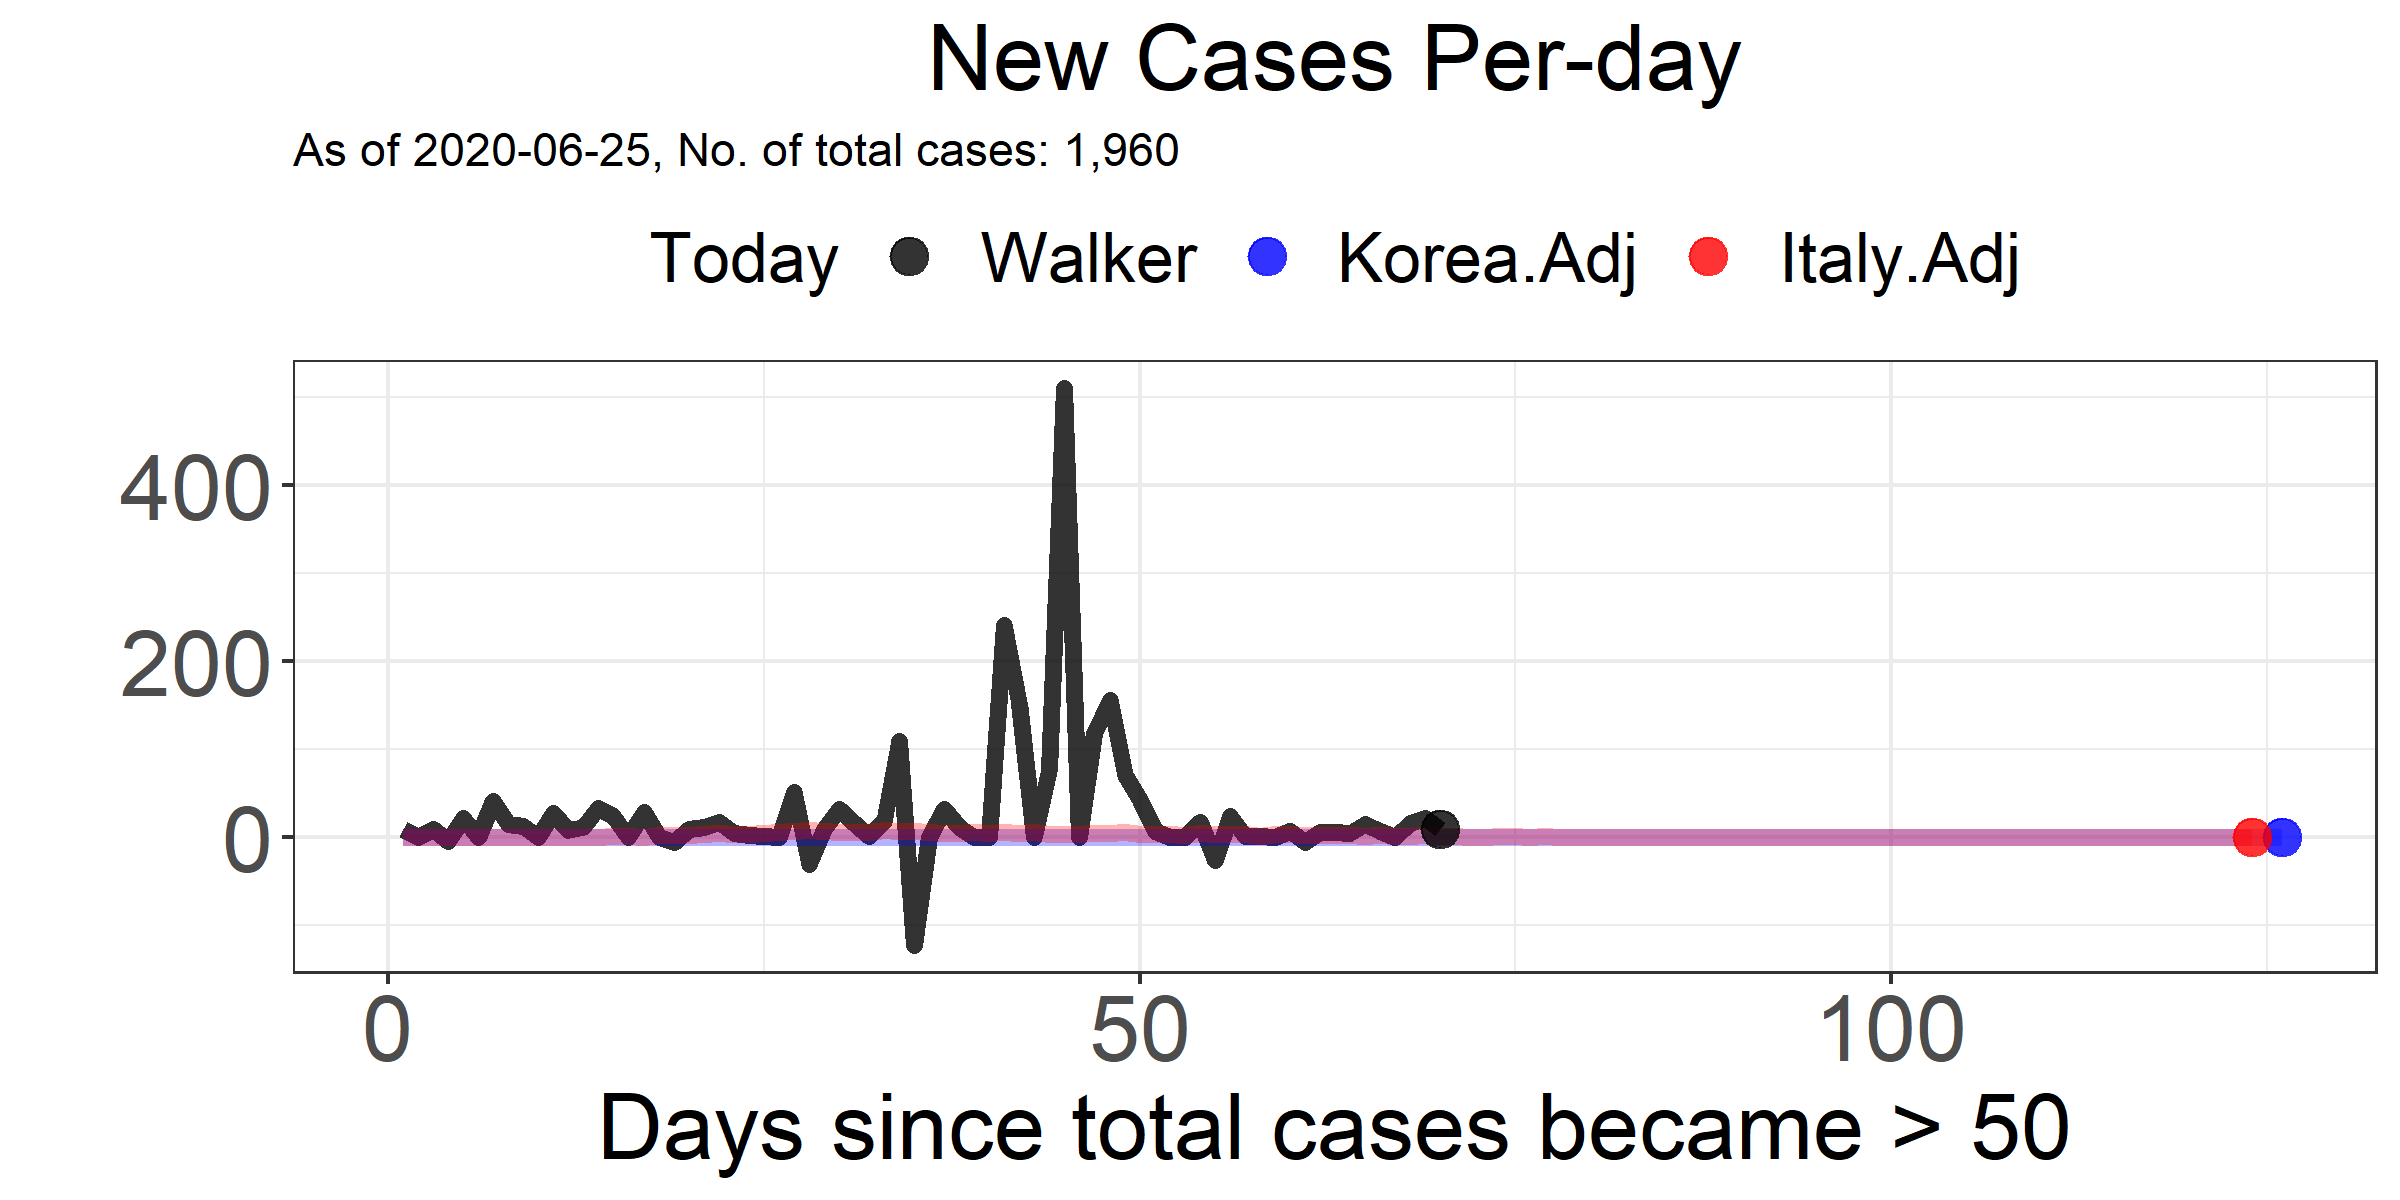 New Cases Per-day
As of 2020-06-25, No. of total cases: 1,960
Today Walker Korea.Adj Italy.Adj
400
200
0
0 50 100
Days since total cases became > 50